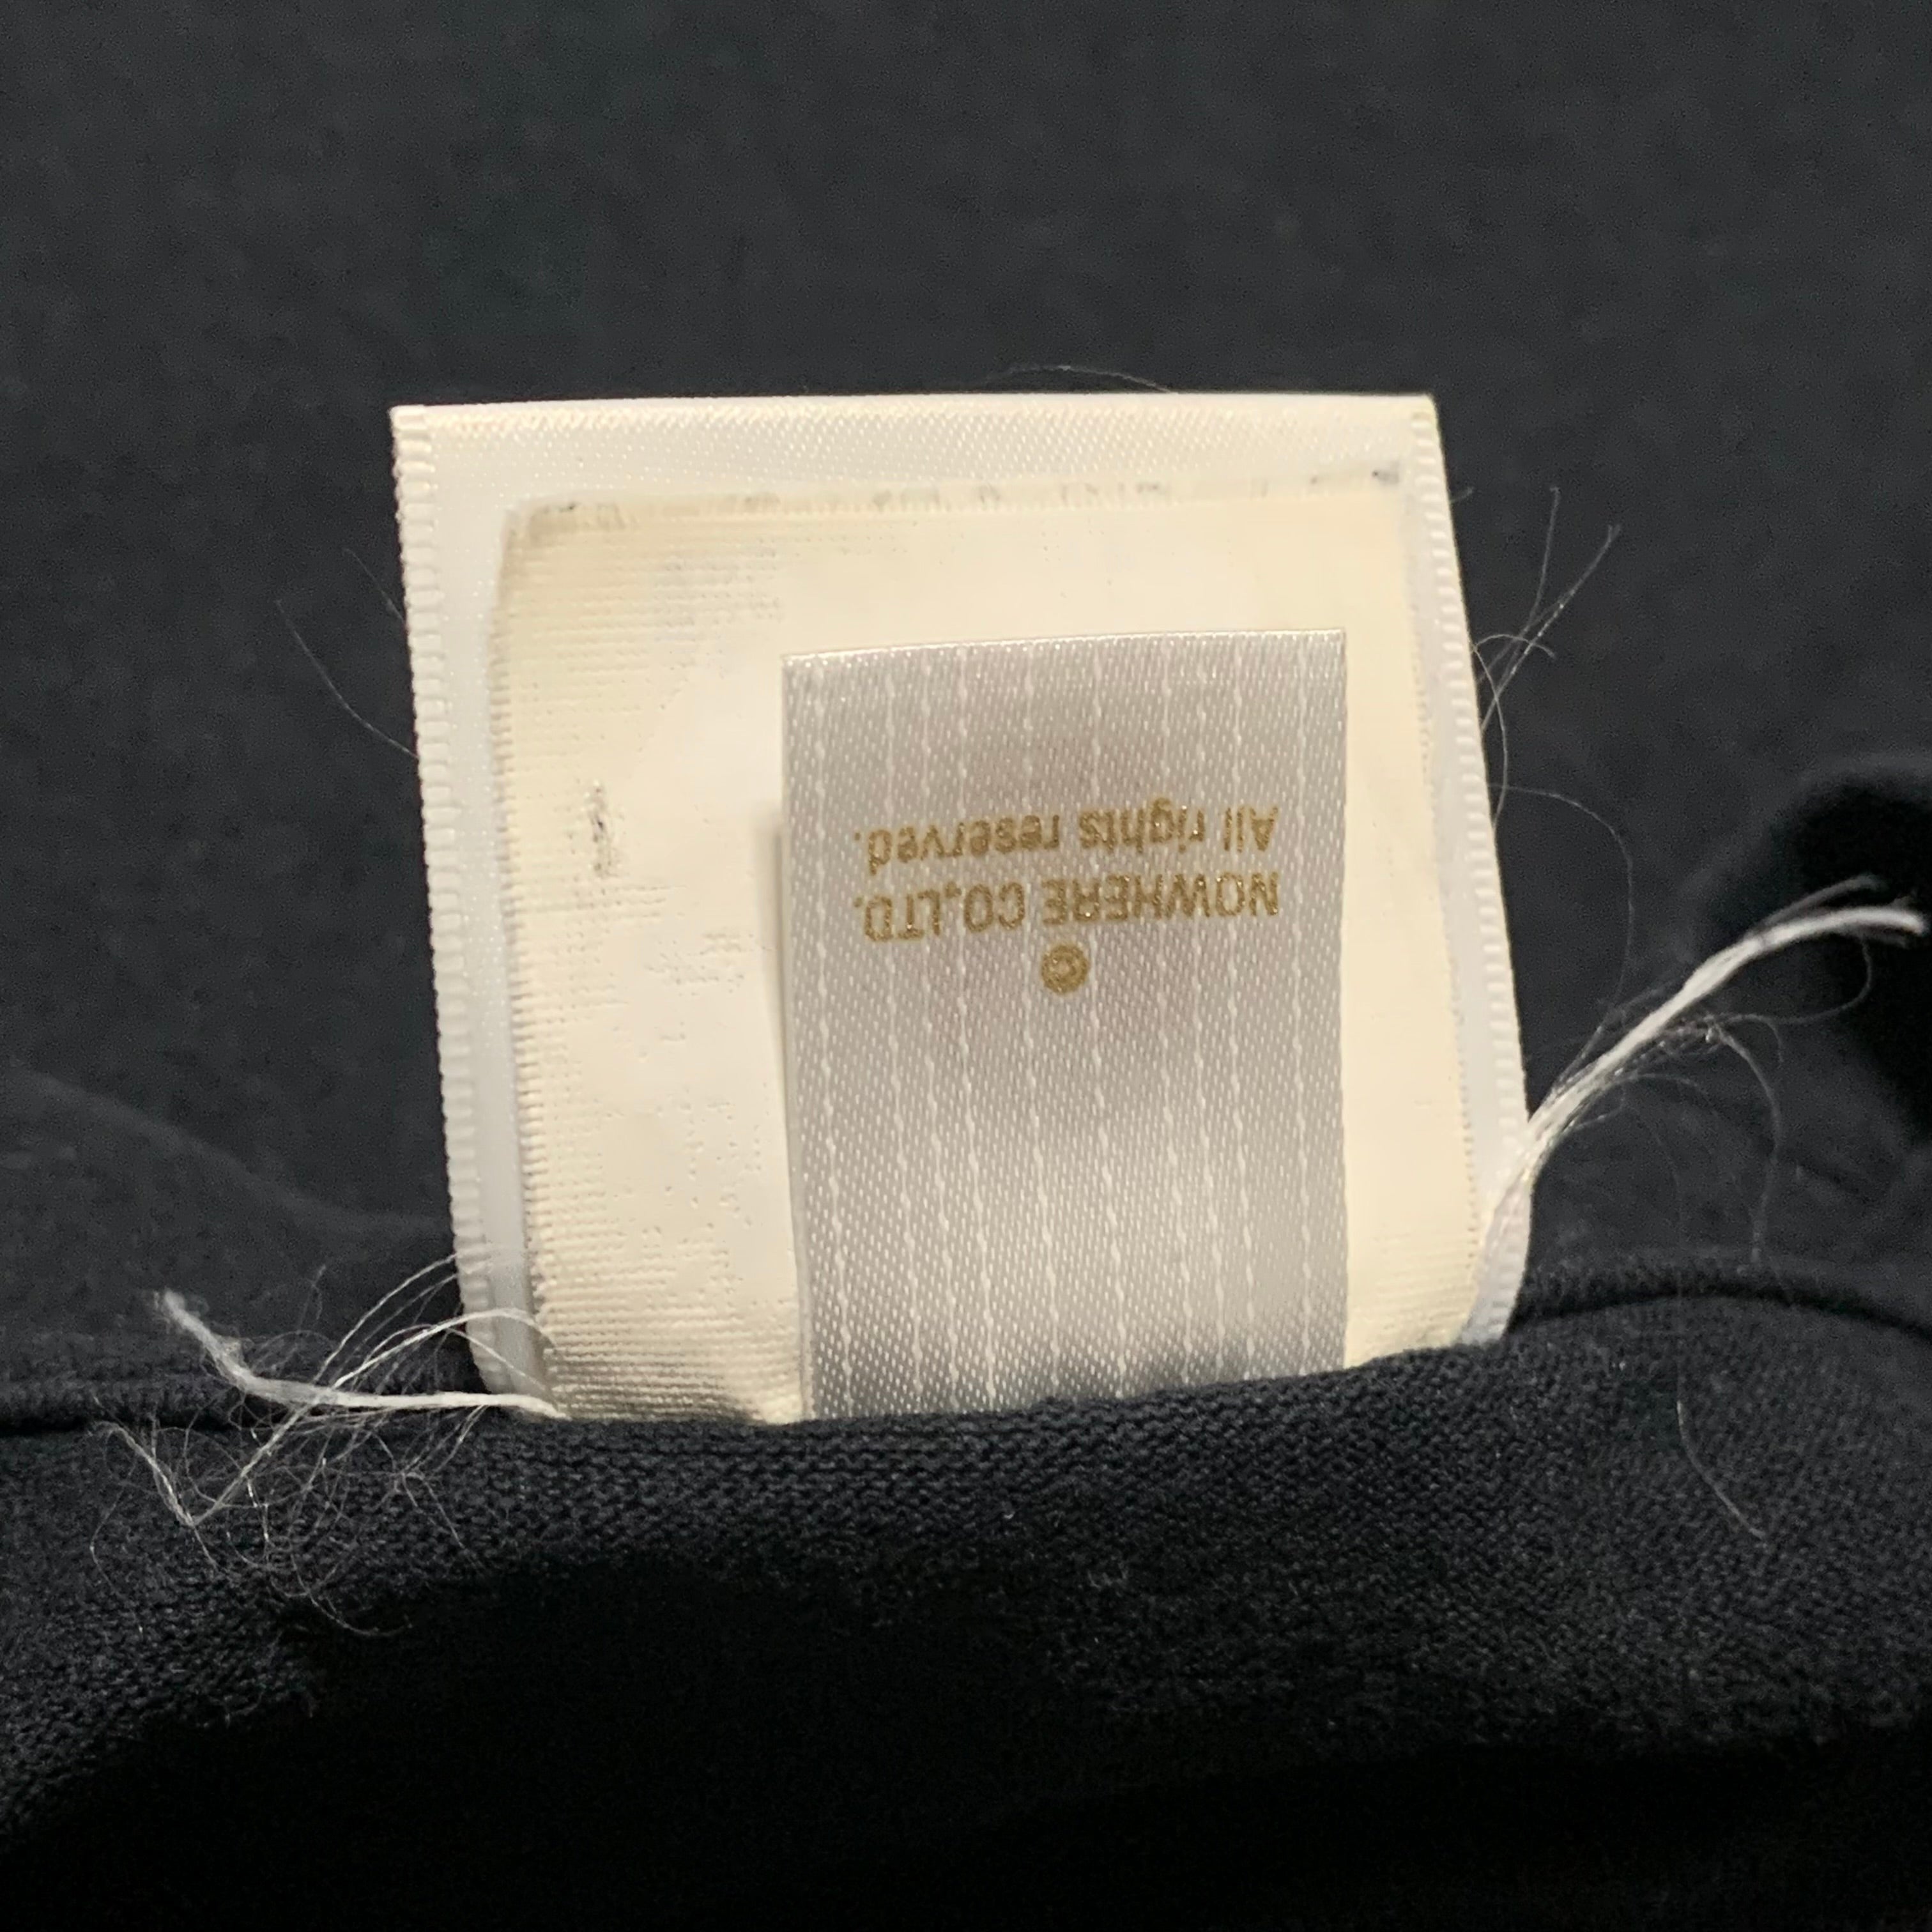 ©
NOWHERE CO.,LTD.
All rights reserved.